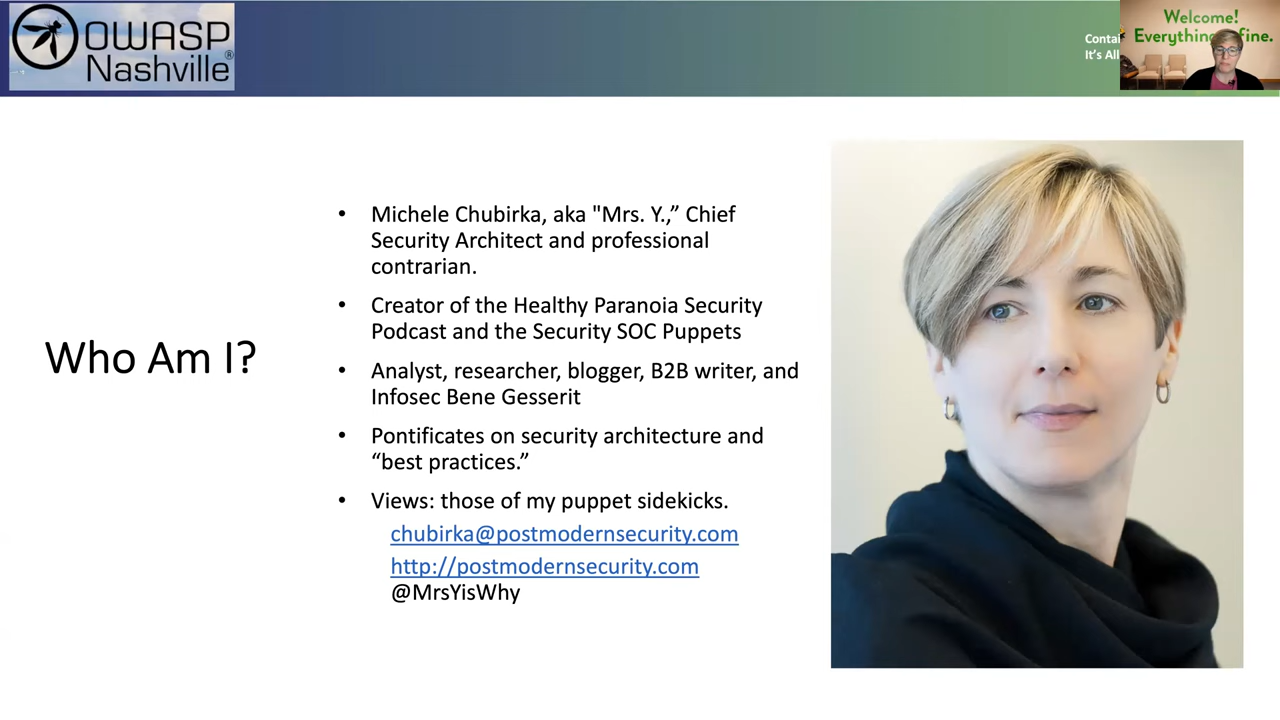 OWASP
Nashville®
Contai
It's All
Welcome!
Everything fine.
Who Am I?
• Michele Chubirka, aka "Mrs. Y.,” Chief
Security Architect and professional
contrarian.
• Creator of the Healthy Paranoia Security
Podcast and the Security SOC Puppets
• Analyst, researcher, blogger, B2B writer, and
Infosec Bene Gesserit
• Pontificates on security architecture and
“best practices.”
• Views: those of my puppet sidekicks.
chubirka@postmodernsecurity.com
http://postmodernsecurity.com
@MrsYisWhy